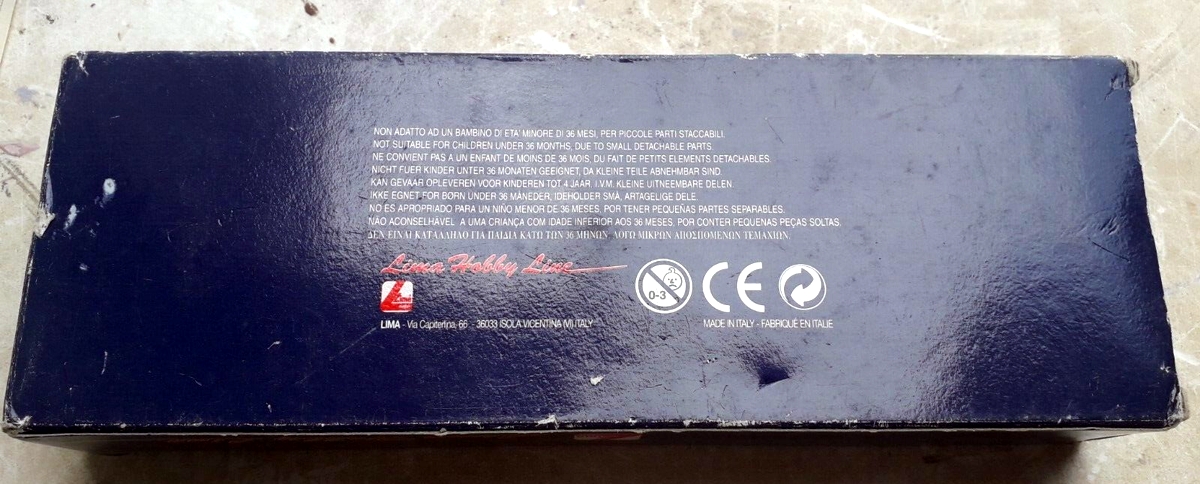 NON ADATTO AD UN BAMBINO DI ETA' MINORE DI 36 MESI, PER PICCOLE PARTI STACCABILI.
NOT SUITABLE FOR CHILDREN UNDER 36 MONTHS, DUE TO SMALL DETACHABLE PARTS.
NE CONVIENT PAS A UN ENFANT DE MOINS DE 36 MOIS, DU FAIT DE PETITS ELEMENTS DETACHABLES.
NICHT FUER KINDER UNTER 36 MONATEN GEEIGNET, DA KLEINE TEILE ABNEHMBAR SIND.
KAN GEVAAR OPLEVEREN VOOR KINDEREN TOT 4 JAAR. I.V.M. KLEINE UITNEEMBARE DELEN.
IKKE EGNET FOR BØRN UNDER 36 MÅNEDER, IDEHOLDER SMÅ, ARTAGELIGE DELE.
NO ES APROPRIADO PARA UN NIÑO MENOR DE 36 MESES, POR TENER PEQUEÑAS PARTES SEPARABLES.
NÃO ACONSELHÁVEL A UMA CRIANÇA COM IDADE INFERIOR AOS 36 MESES, POR CONTER PEQUENAS PEÇAS SOLTAS.
ΔΕΝ ΕΙΝΑΙ ΚΑΤΑΛΛΗΛΟ ΓΙΑ ΠΑΙΔΙΑ ΚΑΤΩ ΤΩΝ 36 ΜΗΝΩΝ, ΛΟΓΩ ΜΙΚΡΩΝ ΑΠΟΣΠΟΜΕΝΩΝ ΤΕΜΑΧΙΩΝ.
Lima Hobby Line
0-3 CE
LIMA - Via Capiterlina, 66 - 36033 ISOLA VICENTINA (VI) ITALY
MADE IN ITALY - FABRIQUÉ EN ITALIE